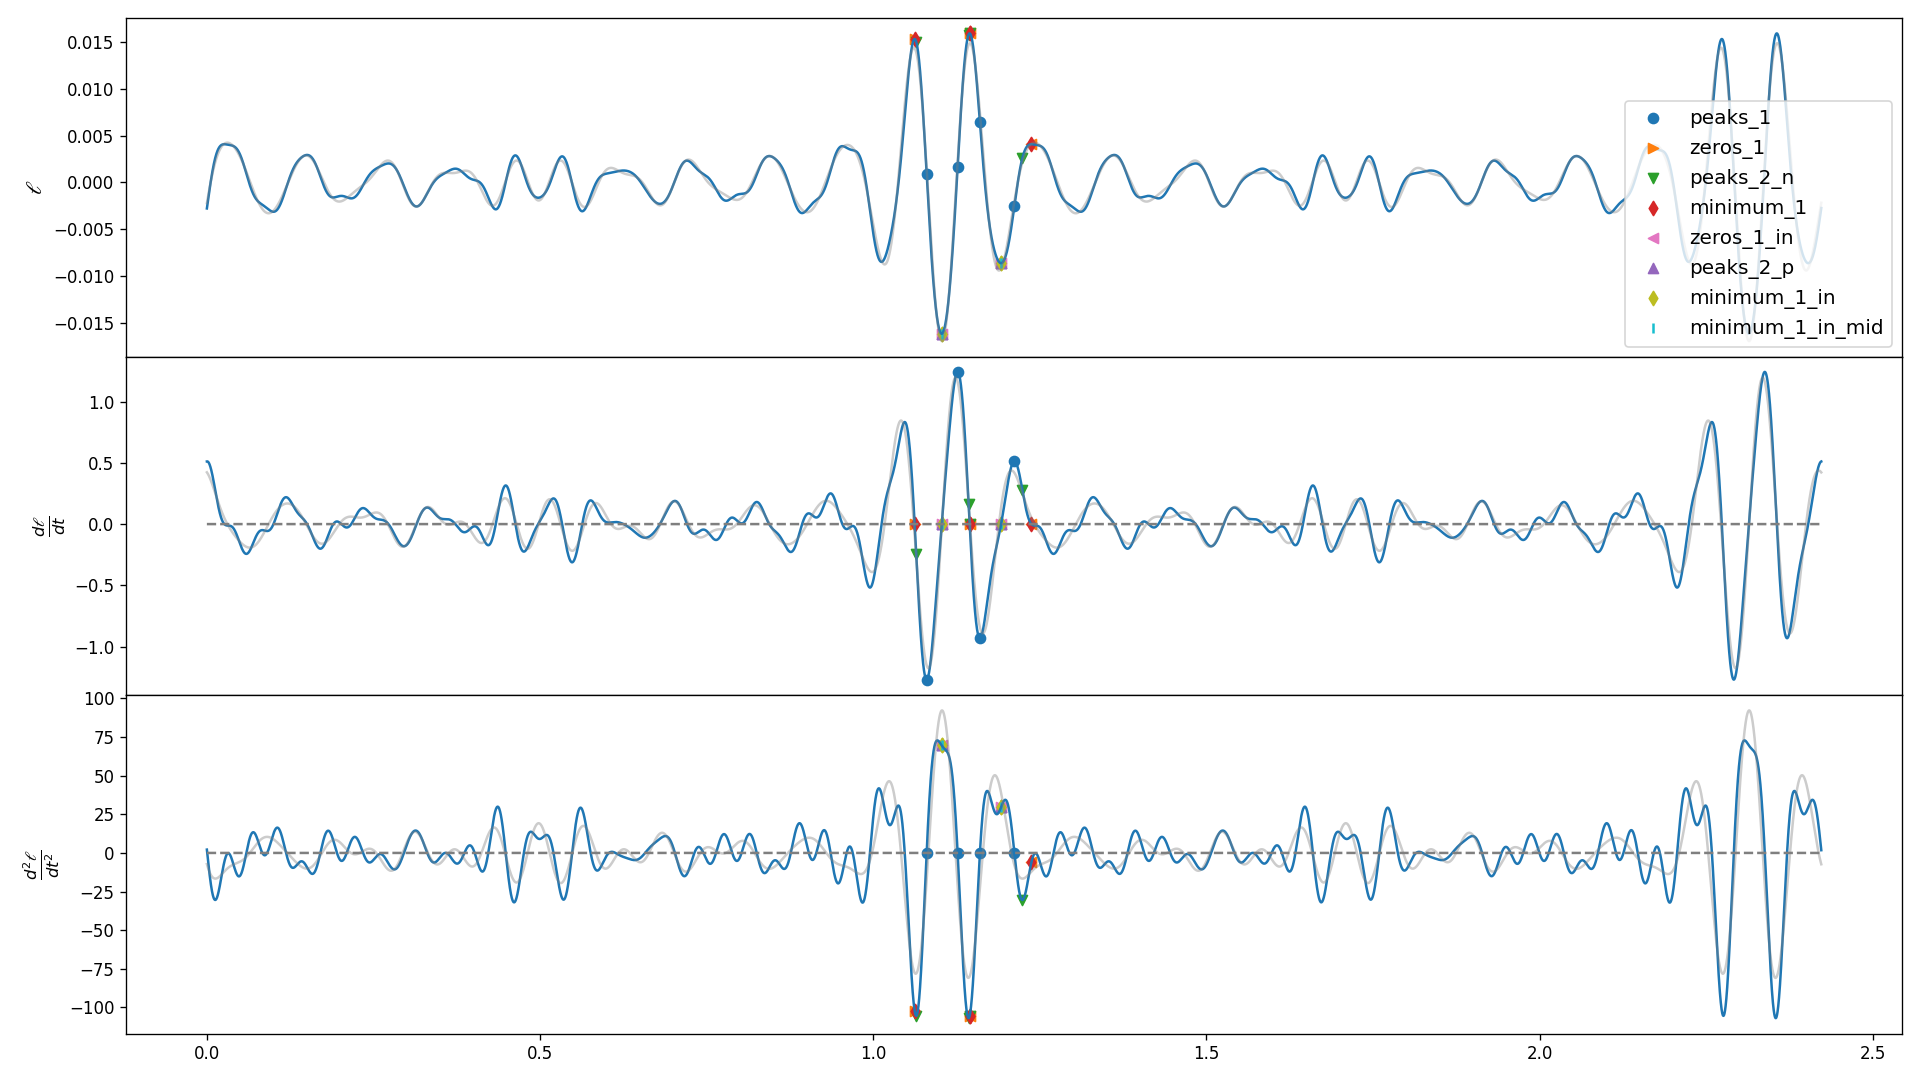 0.015
0.010
0.005
0.000
−0.005
−0.010
−0.015
ℓ
peaks_1
zeros_1
peaks_2_n
minimum_1
zeros_1_in
peaks_2_p
minimum_1_in
minimum_1_in_mid
1.0
0.5
0.0
−0.5
−1.0
dℓ
dt
100
75
50
25
0
−25
−50
−75
−100
d²ℓ
dt²
0.0 0.5 1.0 1.5 2.0 2.5